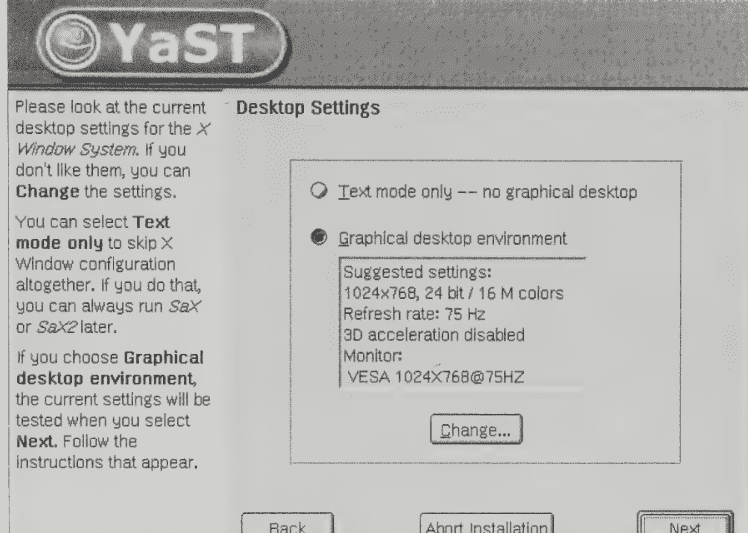 YaST
Please look at the current
desktop settings for the X
Window System. If you
don't like them, you can
Change the settings.
You can select Text
mode only to skip X
Window configuration
altogether. If you do that,
you can always run SaX
or SaX2 later.
If you choose Graphical
desktop environment,
the current settings will be
tested when you select
Next. Follow the
instructions that appear.
Desktop Settings
Text mode only -- no graphical desktop
Graphical desktop environment
Suggested settings:
1024x768, 24 bit / 16 M colors
Refresh rate: 75 Hz
3D acceleration disabled
Monitor:
VESA 1024X768@75HZ
Change...
Back
Abort Installation
Next